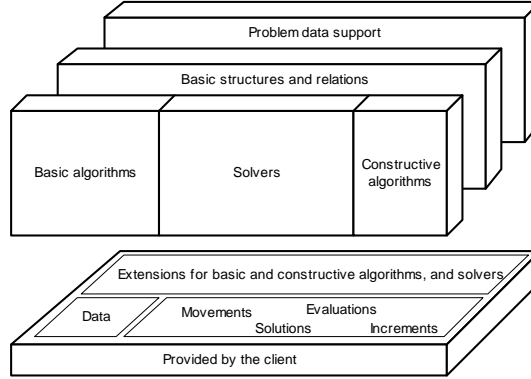 Problem data support
Basic structures and relations
Basic algorithms
Solvers
Constructive
algorithms
Extensions for basic and constructive algorithms, and solvers
Data
Movements
Evaluations
Solutions
Increments
Provided by the client